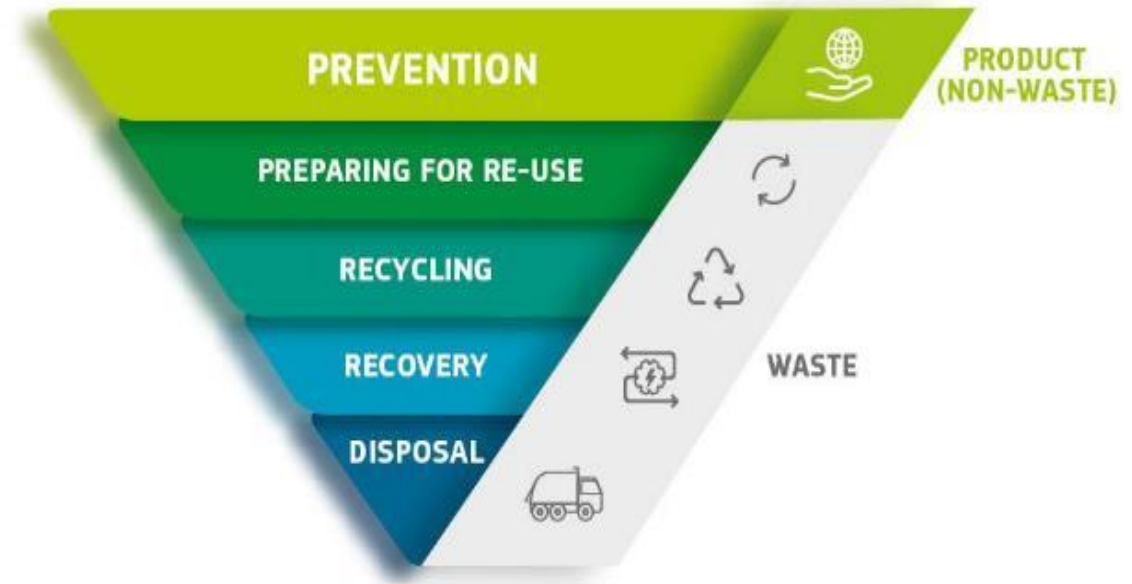 PREVENTION
PRODUCT
(NON-WASTE)
PREPARING FOR RE-USE
RECYCLING
RECOVERY
WASTE
DISPOSAL